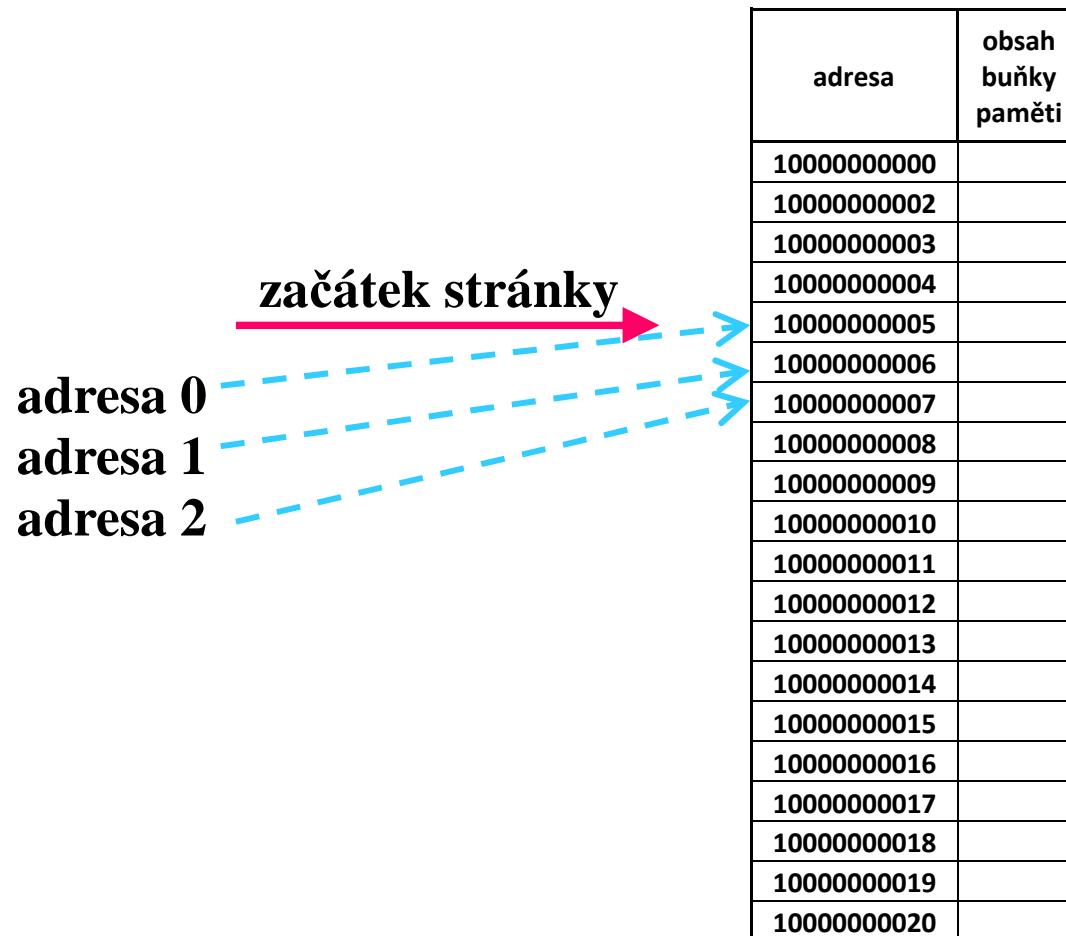 adresa
obsah
buňky
paměti
10000000000
10000000002
10000000003
10000000004
začátek stránky
10000000005
10000000006
adresa 0
10000000007
adresa 1
10000000008
10000000009
adresa 2
10000000010
10000000011
10000000012
10000000013
10000000014
10000000015
10000000016
10000000017
10000000018
10000000019
10000000020